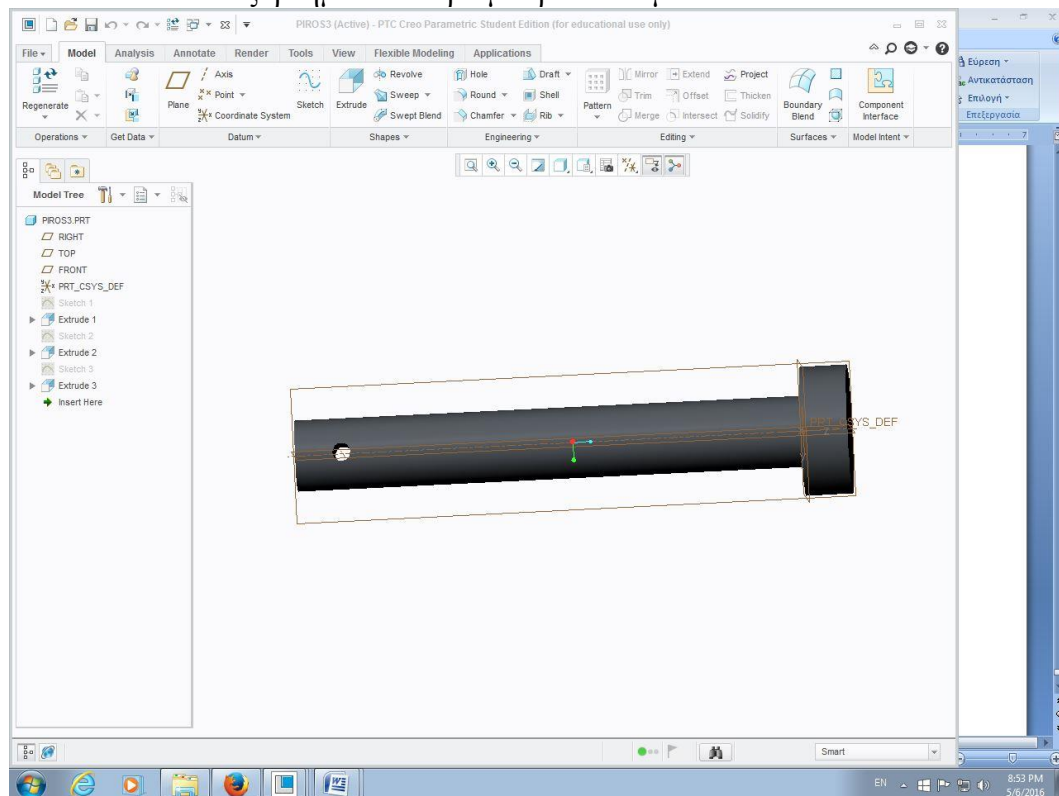 PIROS3 (Active) - PTC Creo Parametric Student Edition (for educational use only)
File Model Analysis Annotate Render Tools View Flexible Modeling Applications
Regenerate
Operations
Get Data
Plane
Axis
Point
Coordinate System
Datum
Sketch
Extrude
Revolve
Sweep
Swept Blend
Shapes
Hole
Round
Chamfer
Draft
Shell
Rib
Engineering
Pattern
Mirror
Trim
Merge
Extend
Offset
Intersect
Project
Thicken
Solidify
Editing
Boundary Blend
Surfaces
Component Interface
Model Intent
Εύρεση
Αντικατάσταση
Επιλογή
Επεξεργασία
7
Model Tree
PIROS3.PRT
RIGHT
TOP
FRONT
PRT_CSYS_DEF
Sketch 1
Extrude 1
Sketch 2
Extrude 2
Sketch 3
Extrude 3
Insert Here
PRT_CSYS_DEF
Smart
EN
8:53 PM
5/6/2016